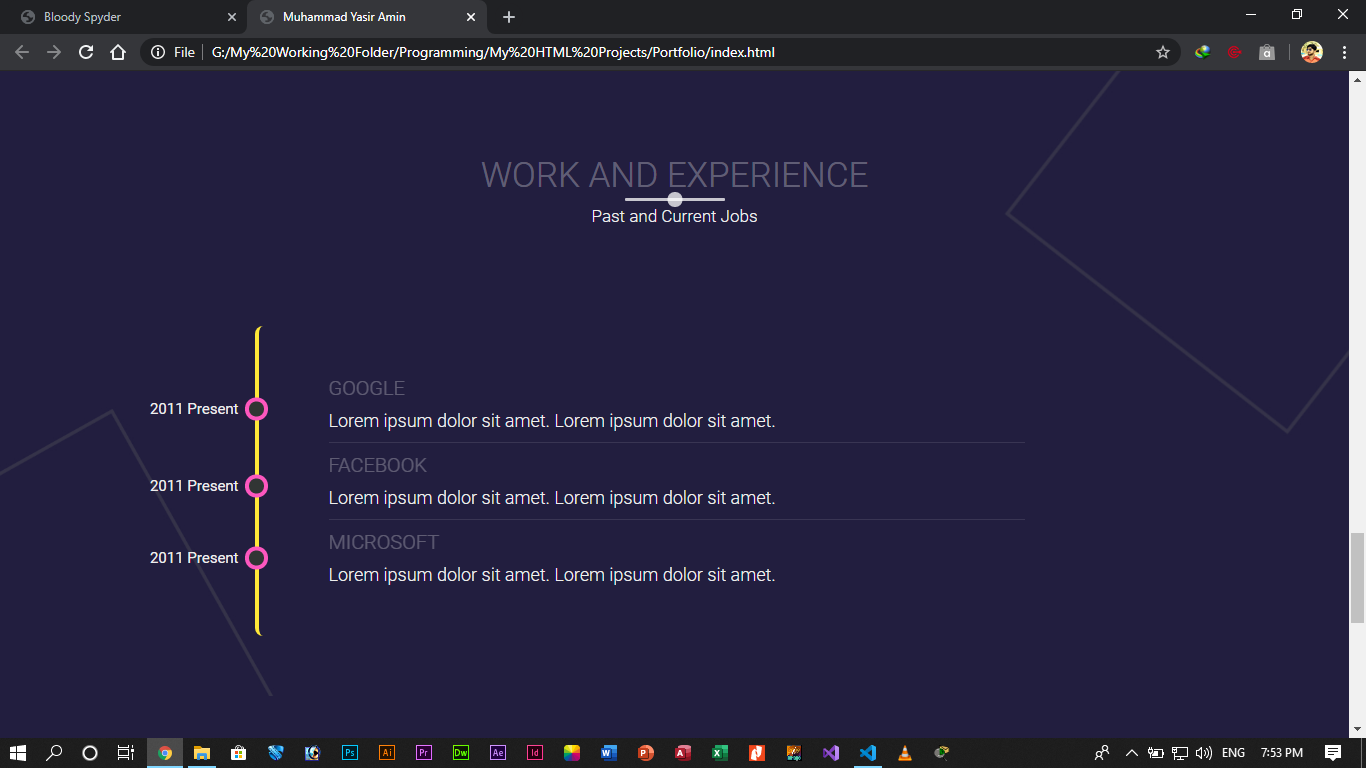 Bloody Spyder
Muhammad Yasir Amin
File
G:/My%20Working%20Folder/Programming/My%20HTML%20Projects/Portfolio/index.html
WORK AND EXPERIENCE
Past and Current Jobs
GOOGLE
2011 Present
Lorem ipsum dolor sit amet. Lorem ipsum dolor sit amet.
FACEBOOK
2011 Present
Lorem ipsum dolor sit amet. Lorem ipsum dolor sit amet.
MICROSOFT
2011 Present
Lorem ipsum dolor sit amet. Lorem ipsum dolor sit amet.
Ps Ai Pr Dw Ae Id
ENG 7:53 PM